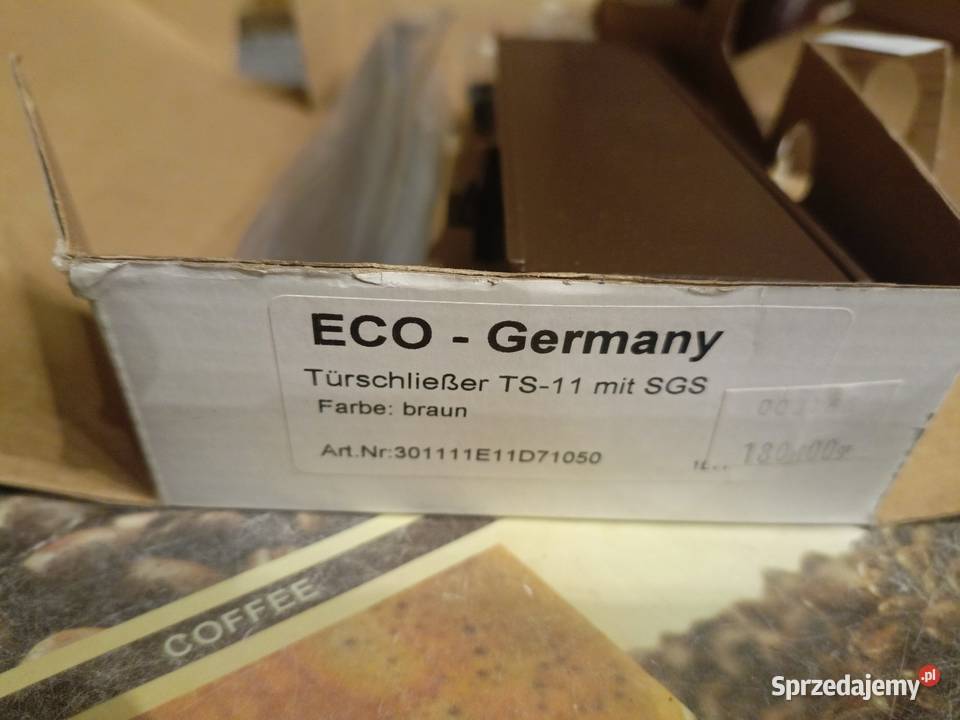 ECO - Germany
Türschließer TS-11 mit SGS
Farbe: braun
Art.Nr:301111E11D71050
COFFEE
Sprzedajemy.pl